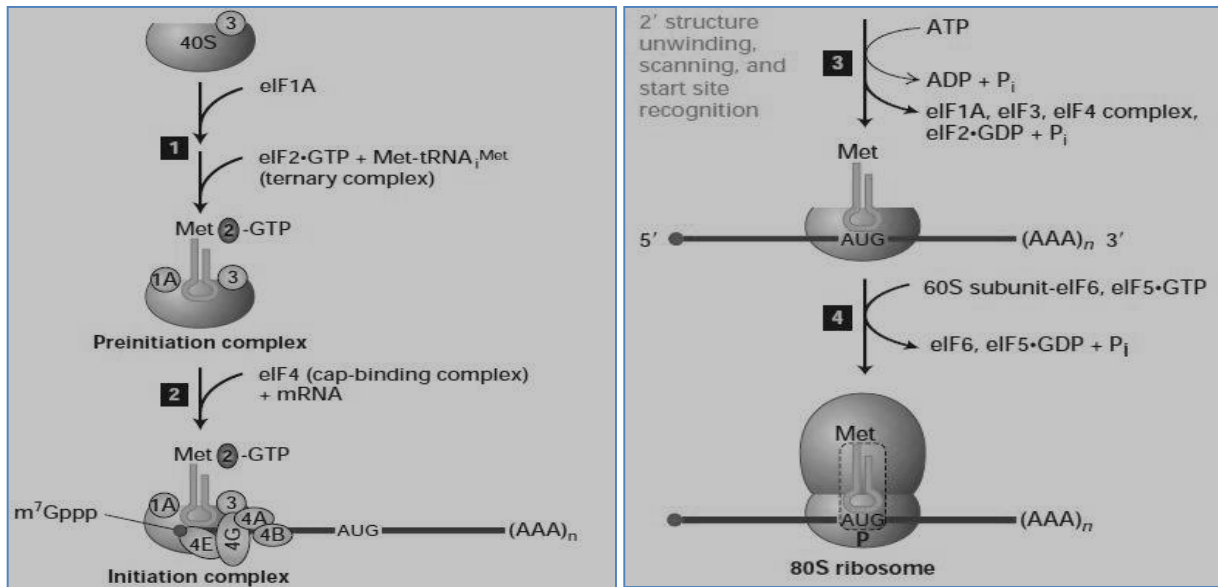 3
40S
eIF1A
1
eIF2•GTP + Met-tRNAᵢᴹᵉᵗ
(ternary complex)
Met 2 -GTP
1A 3
Preinitiation complex
2
eIF4 (cap-binding complex)
+ mRNA
Met 2 -GTP
1A 3
m⁷Gppp
4A
4E 4G 4B AUG (AAA)ₙ
Initiation complex
2′ structure
unwinding,
scanning, and
start site
recognition
3
ATP
ADP + Pᵢ
eIF1A, eIF3, eIF4 complex,
eIF2•GDP + Pᵢ
Met
5′ AUG (AAA)ₙ 3′
4
60S subunit-eIF6, eIF5•GTP
eIF6, eIF5•GDP + Pᵢ
Met
AUG (AAA)ₙ
P
80S ribosome